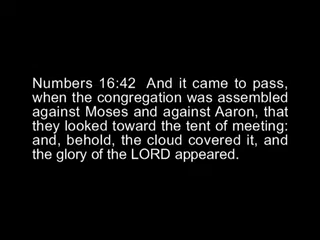 Numbers 16:42  And it came to pass,
when the congregation was assembled
against Moses and against Aaron, that
they looked toward the tent of meeting:
and, behold, the cloud covered it, and
the glory of the LORD appeared.